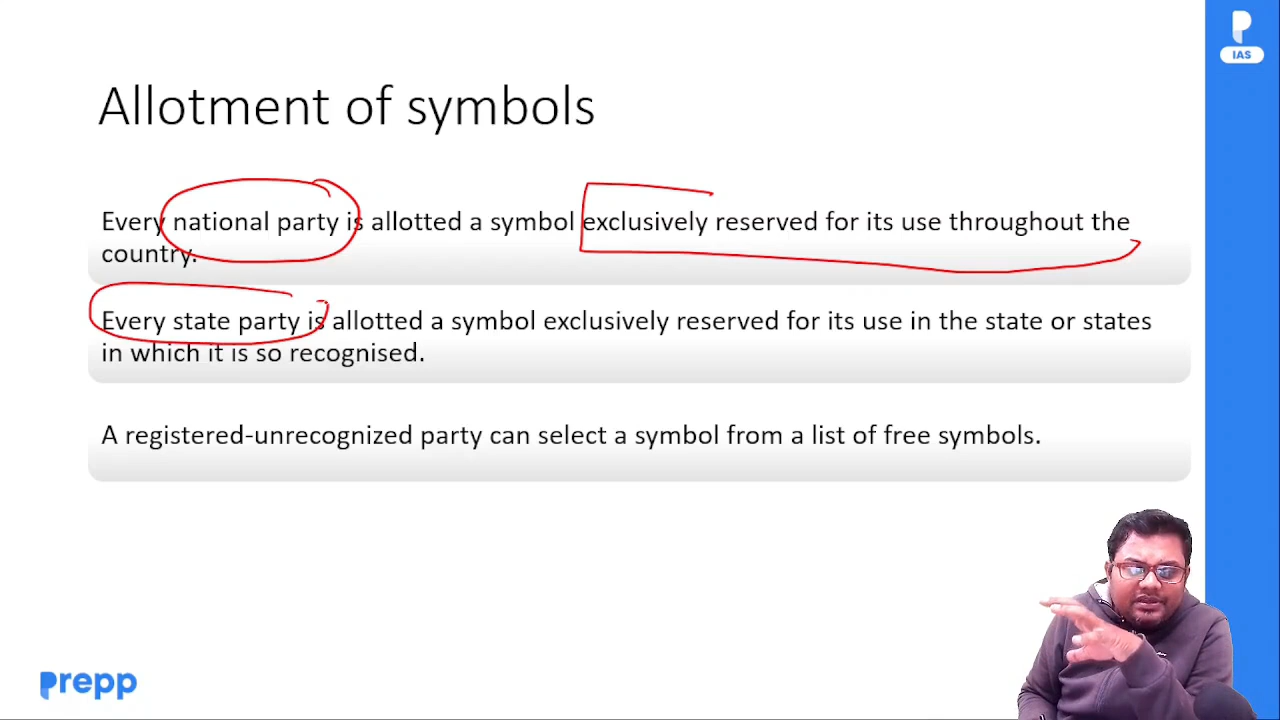 IAS
Allotment of symbols
Every national party is allotted a symbol exclusively reserved for its use throughout the
country.
Every state party is allotted a symbol exclusively reserved for its use in the state or states
in which it is so recognised.
A registered-unrecognized party can select a symbol from a list of free symbols.
prepp